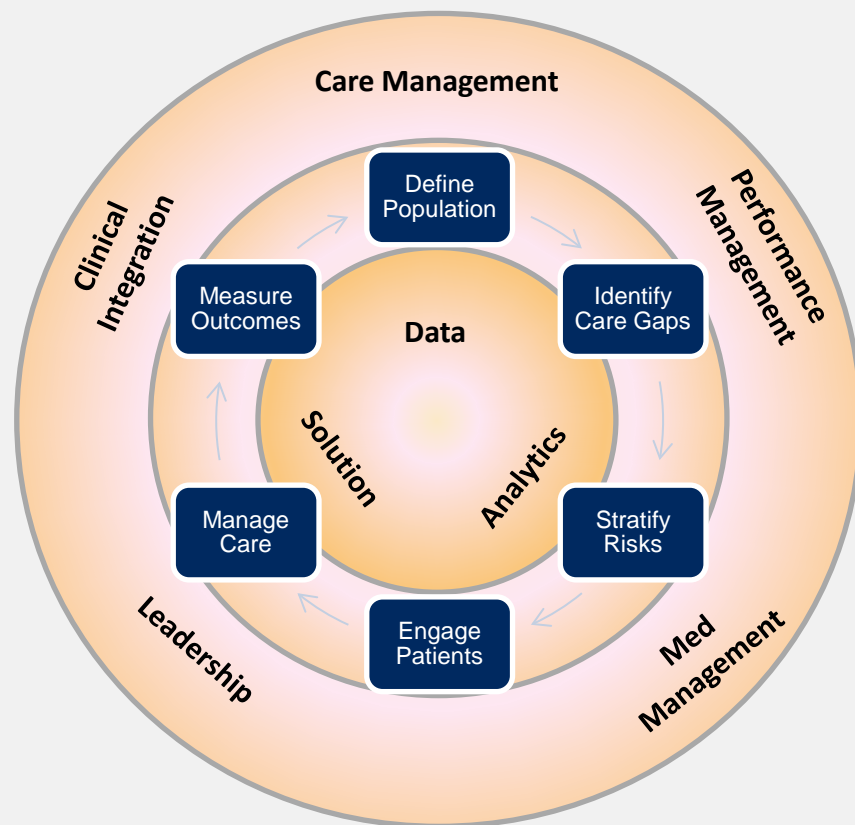 Care Management
Performance
Management
Med
Management
Leadership
Clinical
Integration
Define
Population
Identify
Care Gaps
Stratify
Risks
Engage
Patients
Manage
Care
Measure
Outcomes
Data
Analytics
Solution